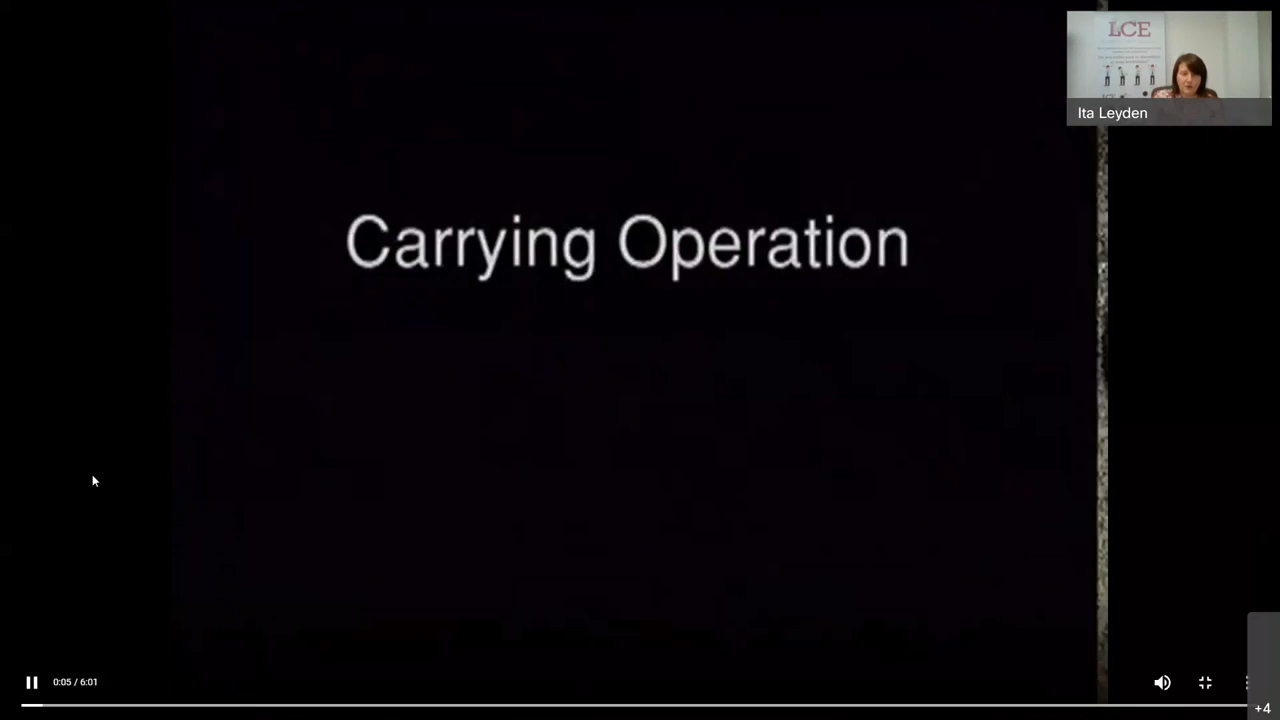 LCE
Ita Leyden
Carrying Operation
0:05 / 6:01
+4